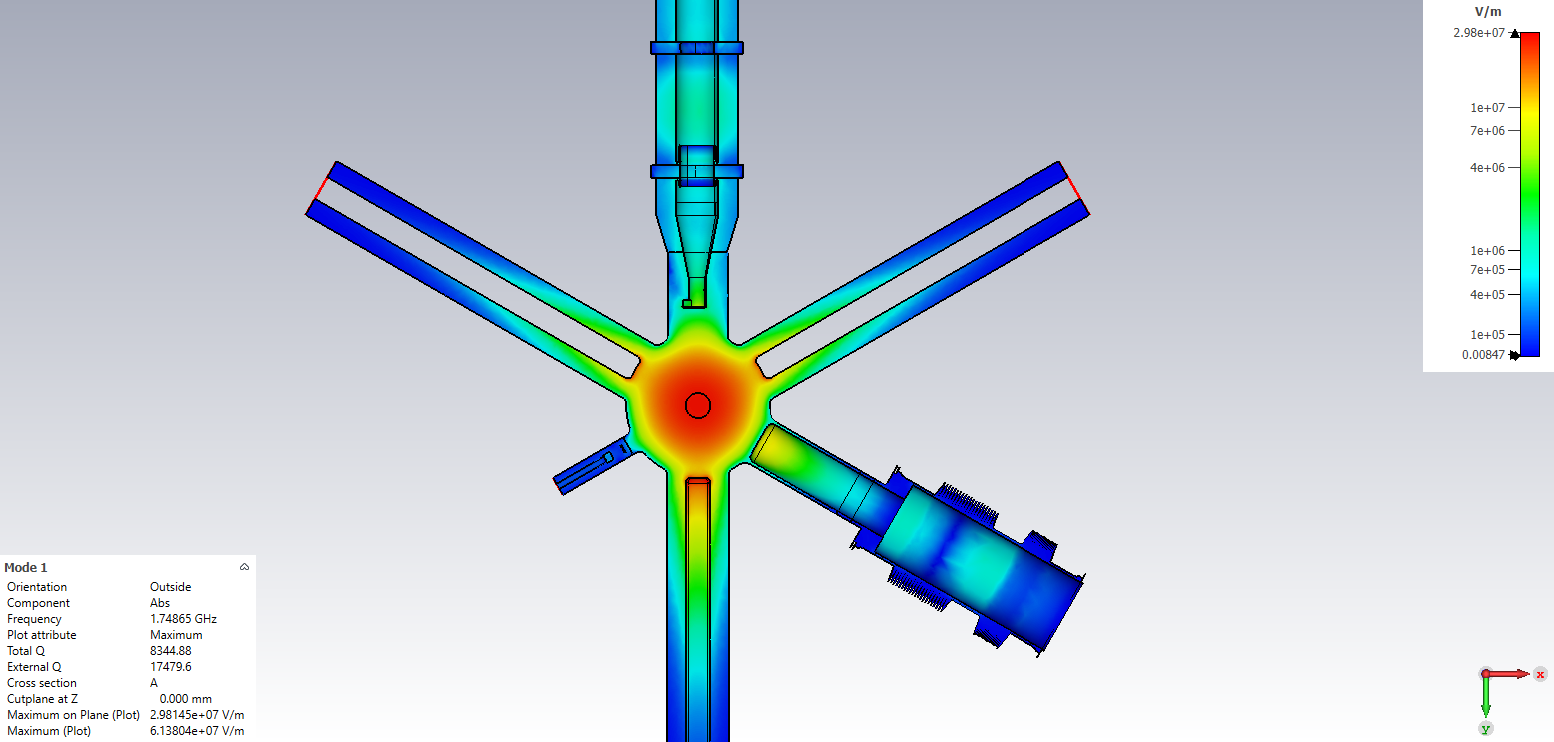 V/m
2.98e+07
1e+07
7e+06
4e+06
1e+06
7e+05
4e+05
1e+05
0.00847
Mode 1
Orientation Outside
Component Abs
Frequency 1.74865 GHz
Plot attribute Maximum
Total Q 8344.88
External Q 17479.6
Cross section A
Cutplane at Z 0.000 mm
Maximum on Plane (Plot) 2.98145e+07 V/m
Maximum (Plot) 6.13804e+07 V/m
x
y